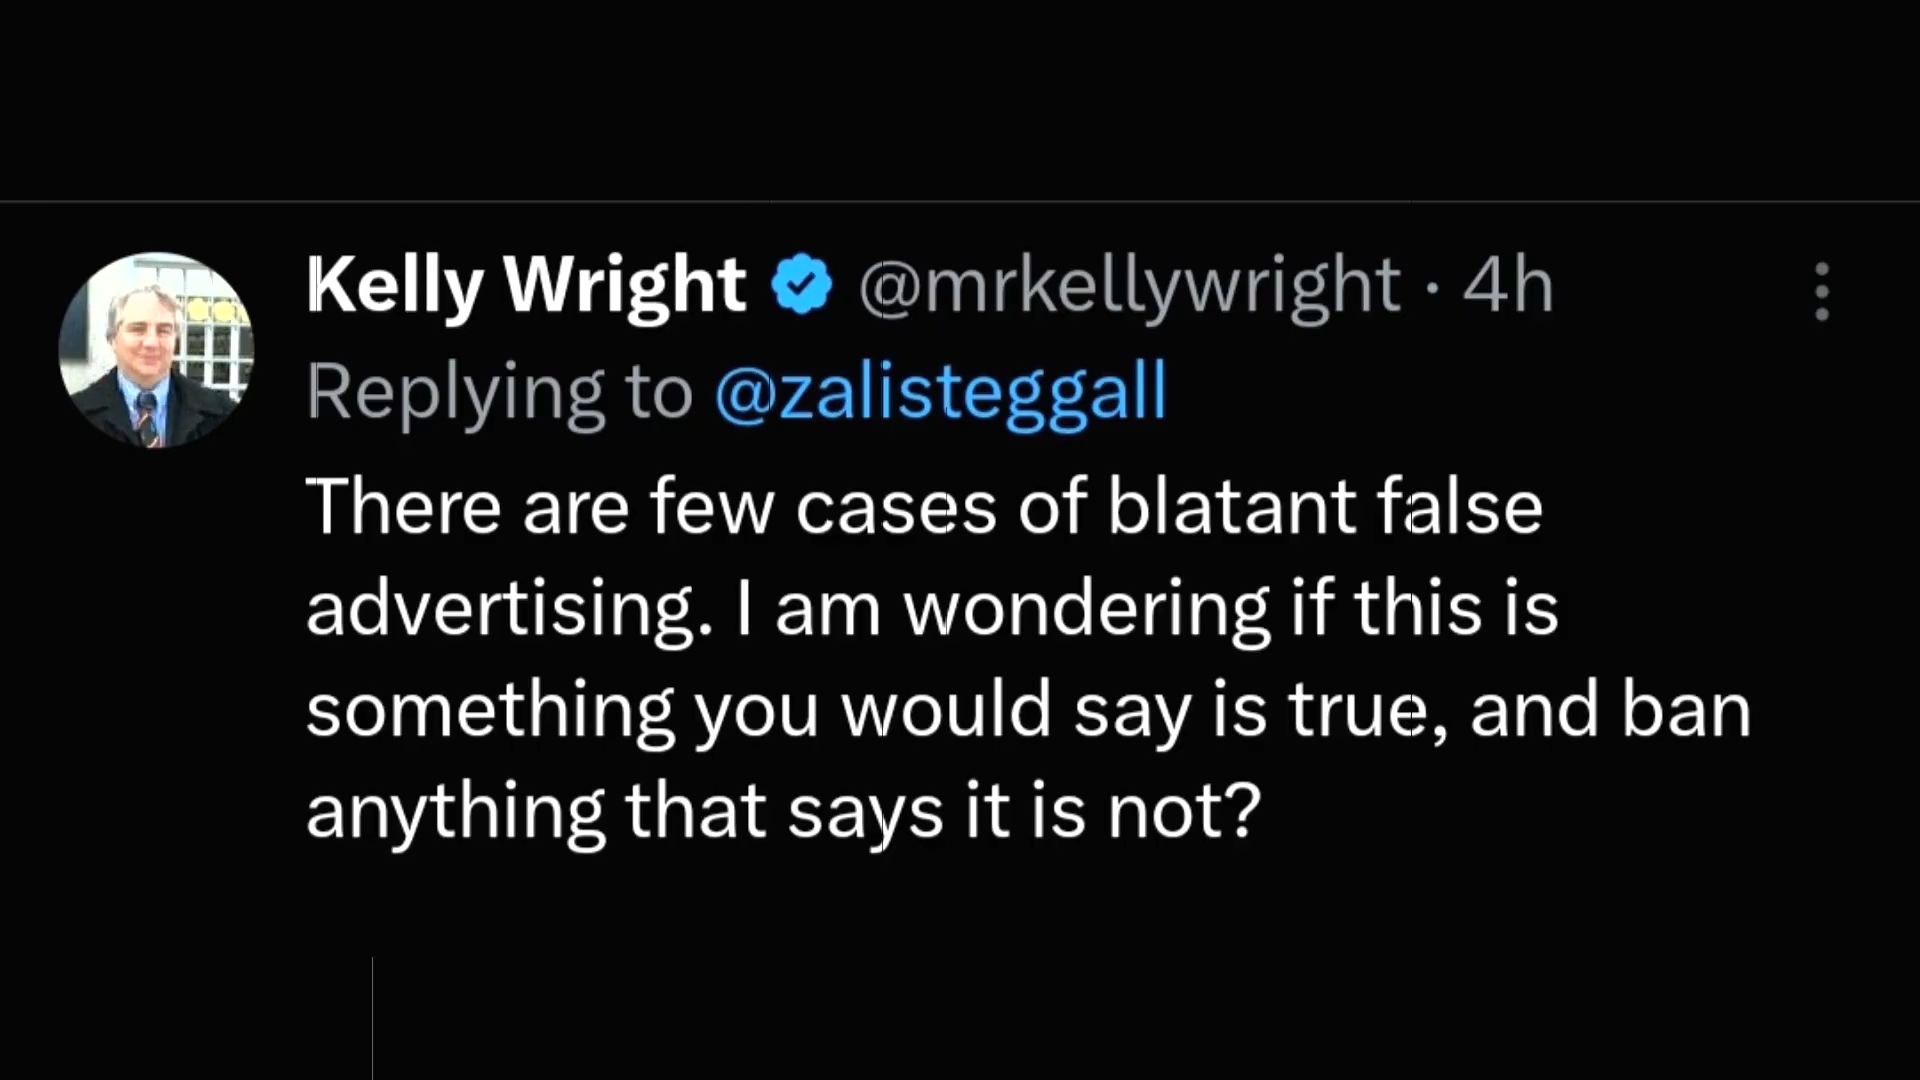 Kelly Wright @mrkellywright · 4h
Replying to @zalisteggall
There are few cases of blatant false
advertising. I am wondering if this is
something you would say is true, and ban
anything that says it is not?